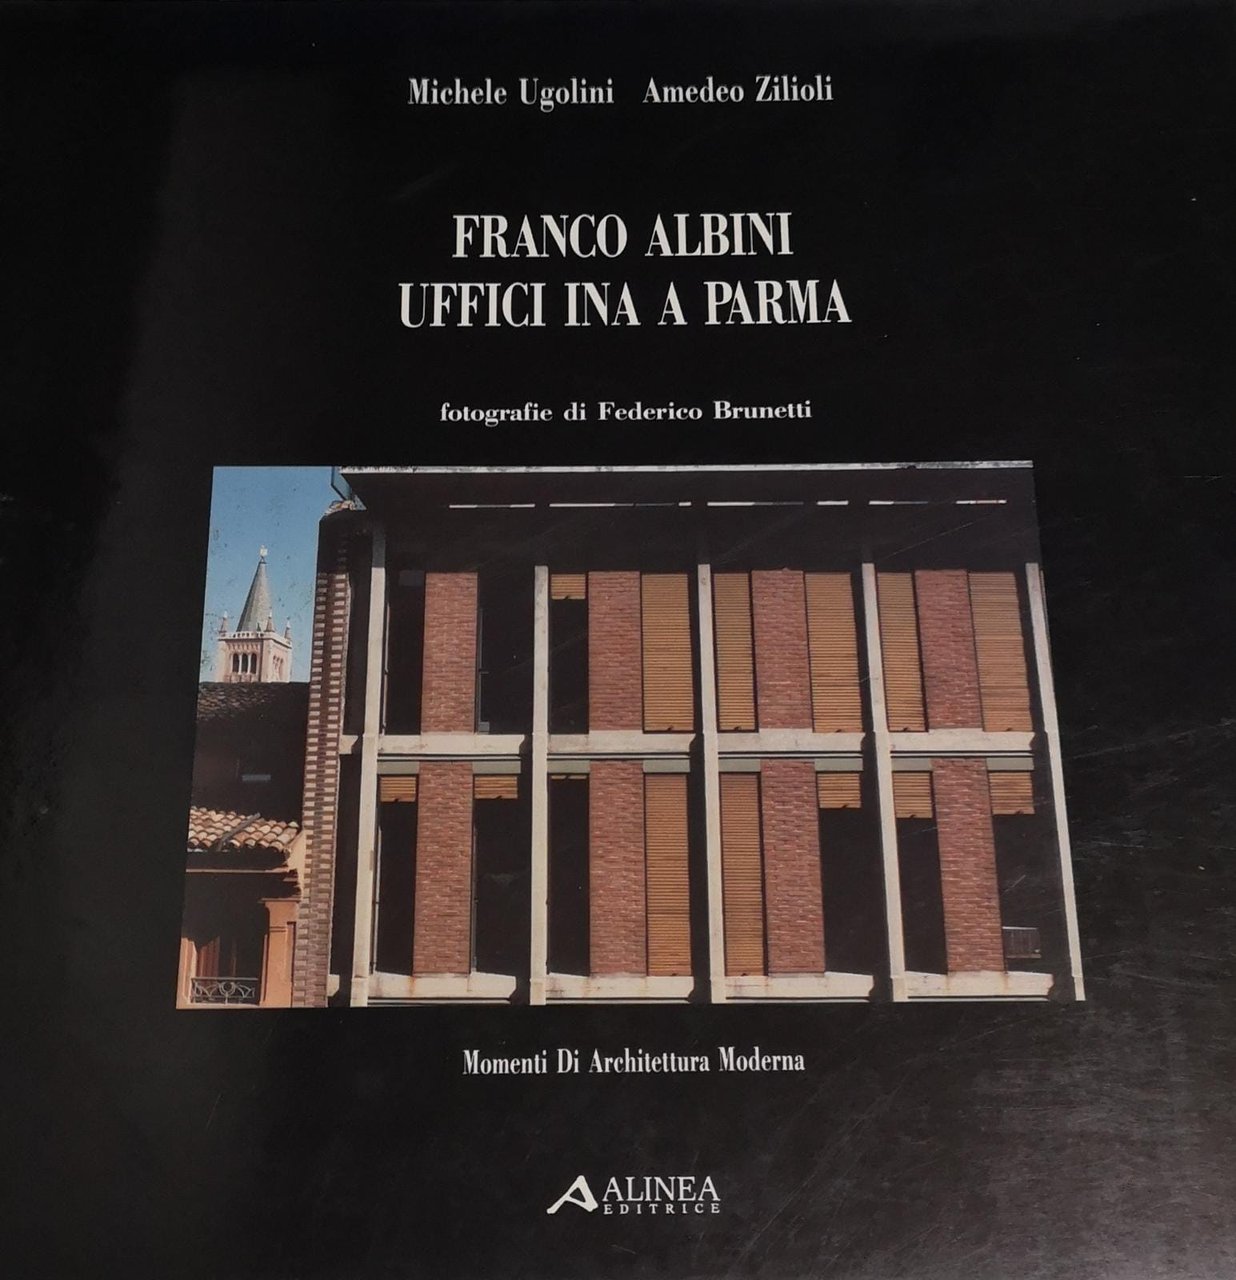 Michele Ugolini Amedeo Zilioli
FRANCO ALBINI
UFFICI INA A PARMA
fotografie di Federico Brunetti
Momenti Di Architettura Moderna
ALINEA
EDITRICE